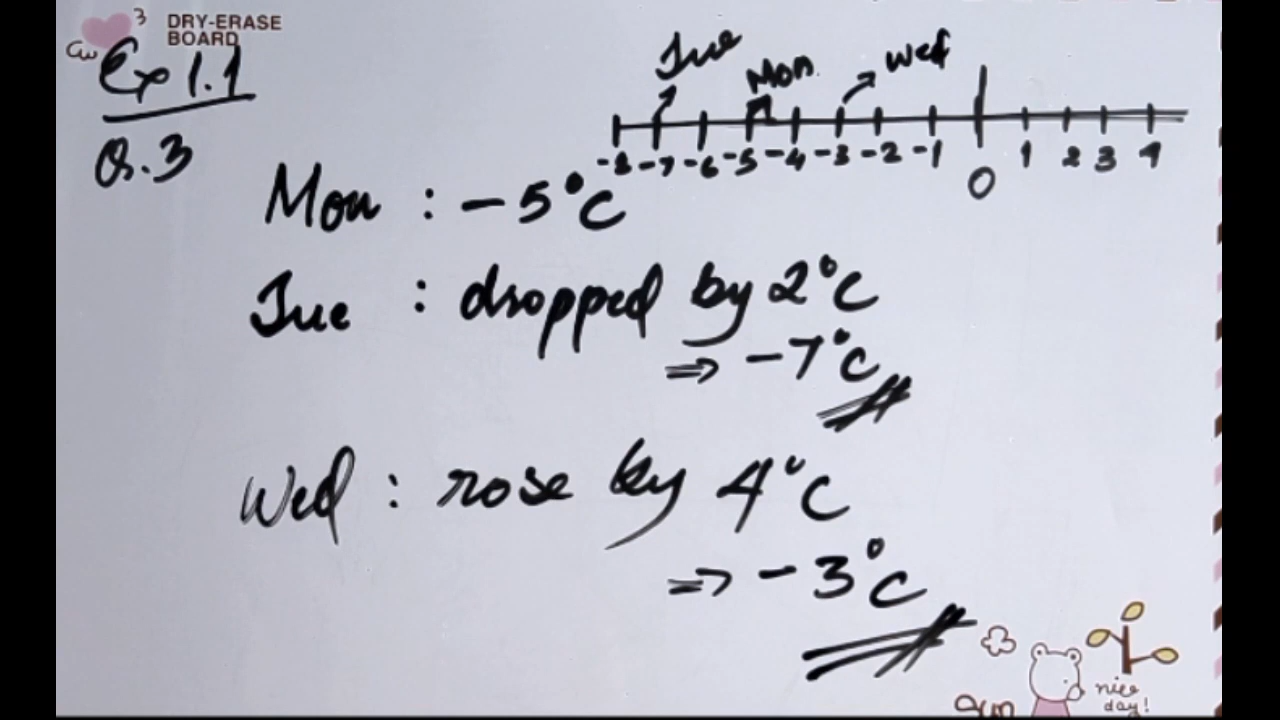 3
DRY-ERASE
BOARD
Ex 1.1
Q.3
Tue Mon Wed
-8 -7 -6 -5 -4 -3 -2 -1 0 1 2 3 4
Mon : -5°C
Tue : dropped by 2°C
⇒ -7°C
Wed : rose by 4°C
⇒ -3°C
nice
day!